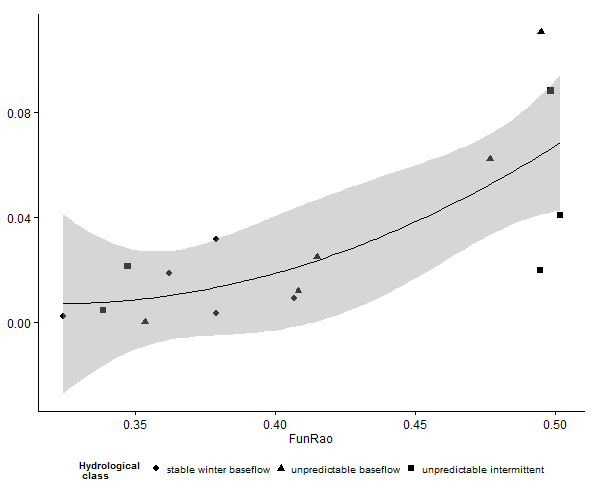 0.08
0.04
0.00
0.35 0.40 0.45 0.50
FunRao
Hydrological
class
stable winter baseflow unpredictable baseflow unpredictable intermittent